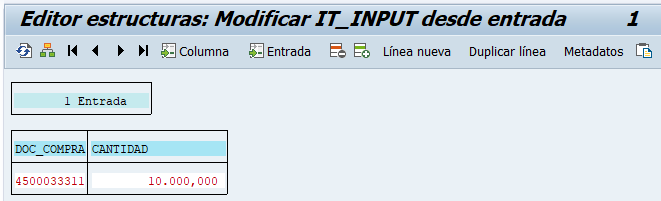 Editor estructuras: Modificar IT_INPUT desde entrada 1
Columna Entrada Línea nueva Duplicar línea Metadatos
1 Entrada
DOC_COMPRA CANTIDAD
4500033311 10.000,000